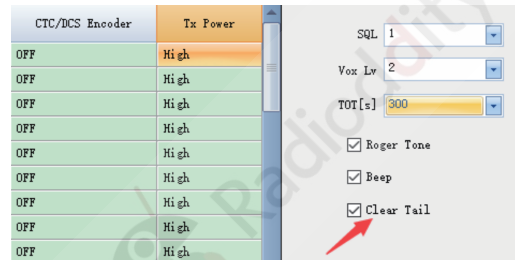 CTC/DCS Encoder Tx Power
OFF High
OFF High
OFF High
OFF High
OFF High
OFF High
OFF High
OFF High
OFF High
SQL 1
Vox Lv 2
TOT[s] 300
Roger Tone
Beep
Clear Tail
Radioddity